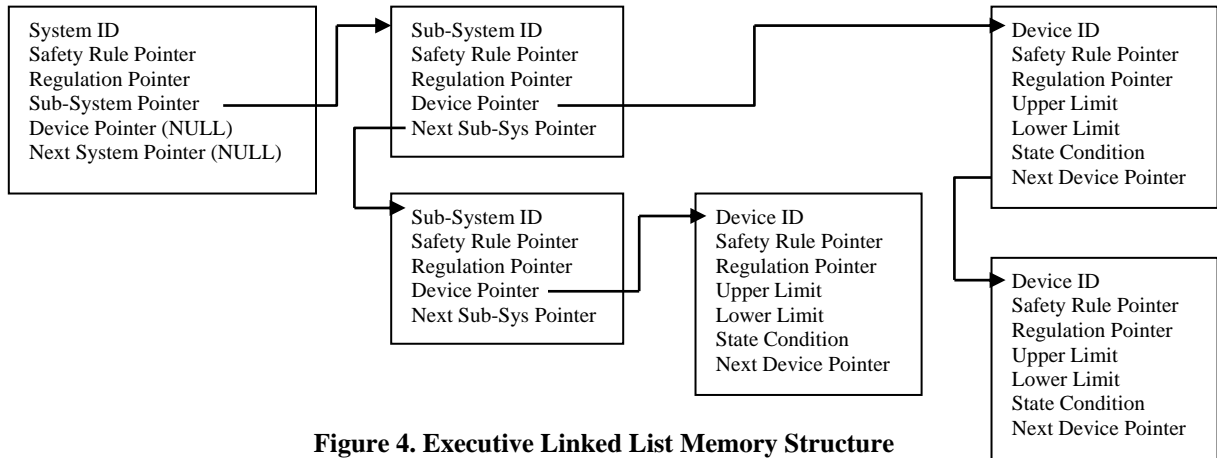 System ID
Safety Rule Pointer
Regulation Pointer
Sub-System Pointer
Device Pointer (NULL)
Next System Pointer (NULL)
Sub-System ID
Safety Rule Pointer
Regulation Pointer
Device Pointer
Next Sub-Sys Pointer
Device ID
Safety Rule Pointer
Regulation Pointer
Upper Limit
Lower Limit
State Condition
Next Device Pointer
Sub-System ID
Safety Rule Pointer
Regulation Pointer
Device Pointer
Next Sub-Sys Pointer
Device ID
Safety Rule Pointer
Regulation Pointer
Upper Limit
Lower Limit
State Condition
Next Device Pointer
Device ID
Safety Rule Pointer
Regulation Pointer
Upper Limit
Lower Limit
State Condition
Next Device Pointer
Figure 4. Executive Linked List Memory Structure